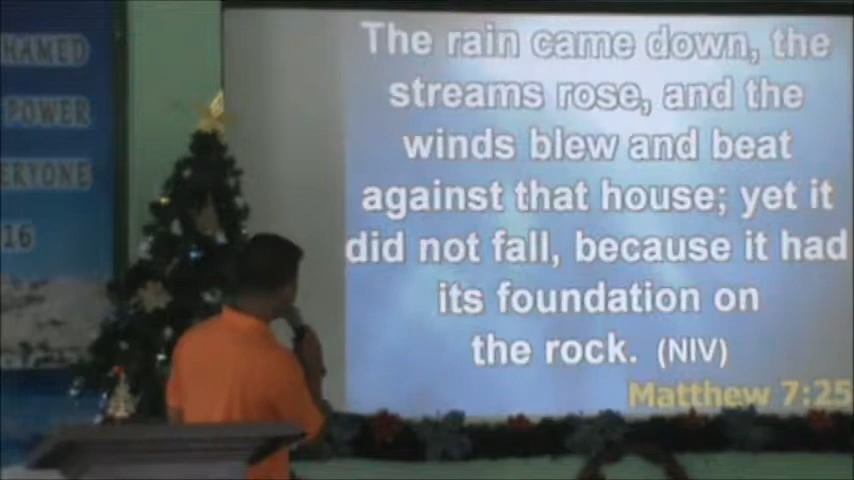 HAMED
POWER
ERYONE
16
The rain came down, the
streams rose, and the
winds blew and beat
against that house; yet it
did not fall, because it had
its foundation on
the rock. (NIV)
Matthew 7:25